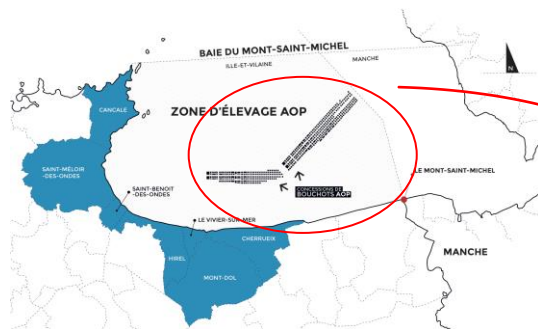 BAIE DU MONT-SAINT-MICHEL
ILLE-ET-VILAINE
MANCHE
N
CANCALE
ZONE D'ÉLEVAGE AOP
SAINT-MÉLOIR
-DES-ONDES
SAINT-BENOIT
-DES-ONDES
CONCESSIONS DE
BOUCHOTS AOP
LE MONT-SAINT-MICHEL
LE VIVIER-SUR-MER
CHERRUEIX
HIREL
MONT-DOL
MANCHE